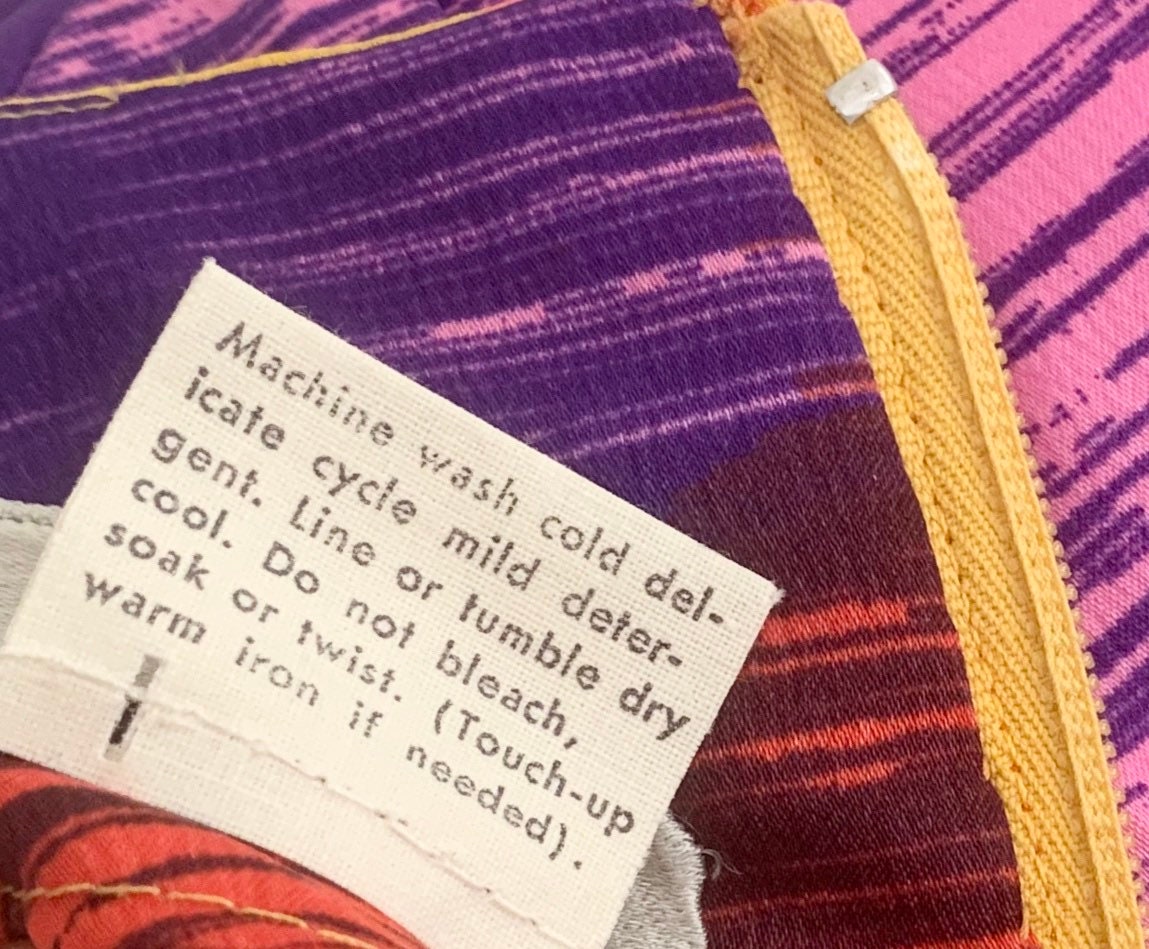 Machine wash cold del-
icate cycle mild deter-
gent. Line or tumble dry
cool. Do not bleach,
soak or twist. (Touch-up
warm iron if needed).